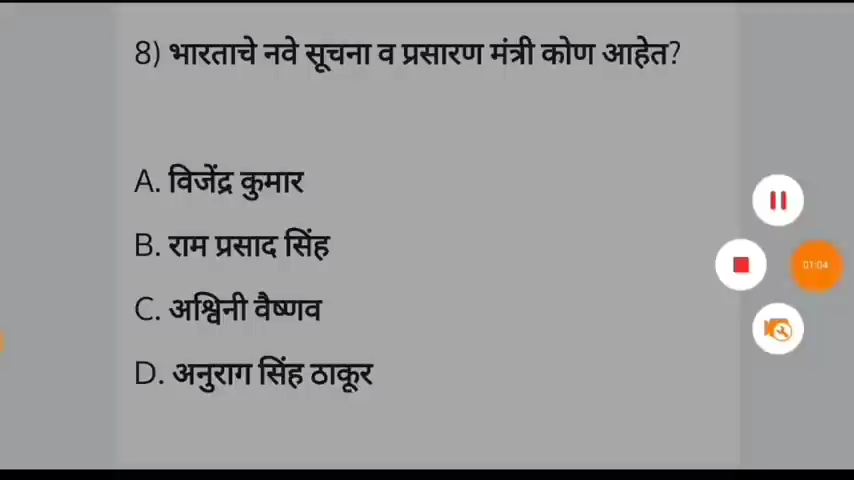 8) भारताचे नवे सूचना व प्रसारण मंत्री कोण आहेत?
A. विजेंद्र कुमार
B. राम प्रसाद सिंह
C. अश्विनी वैष्णव
D. अनुराग सिंह ठाकूर
01:04